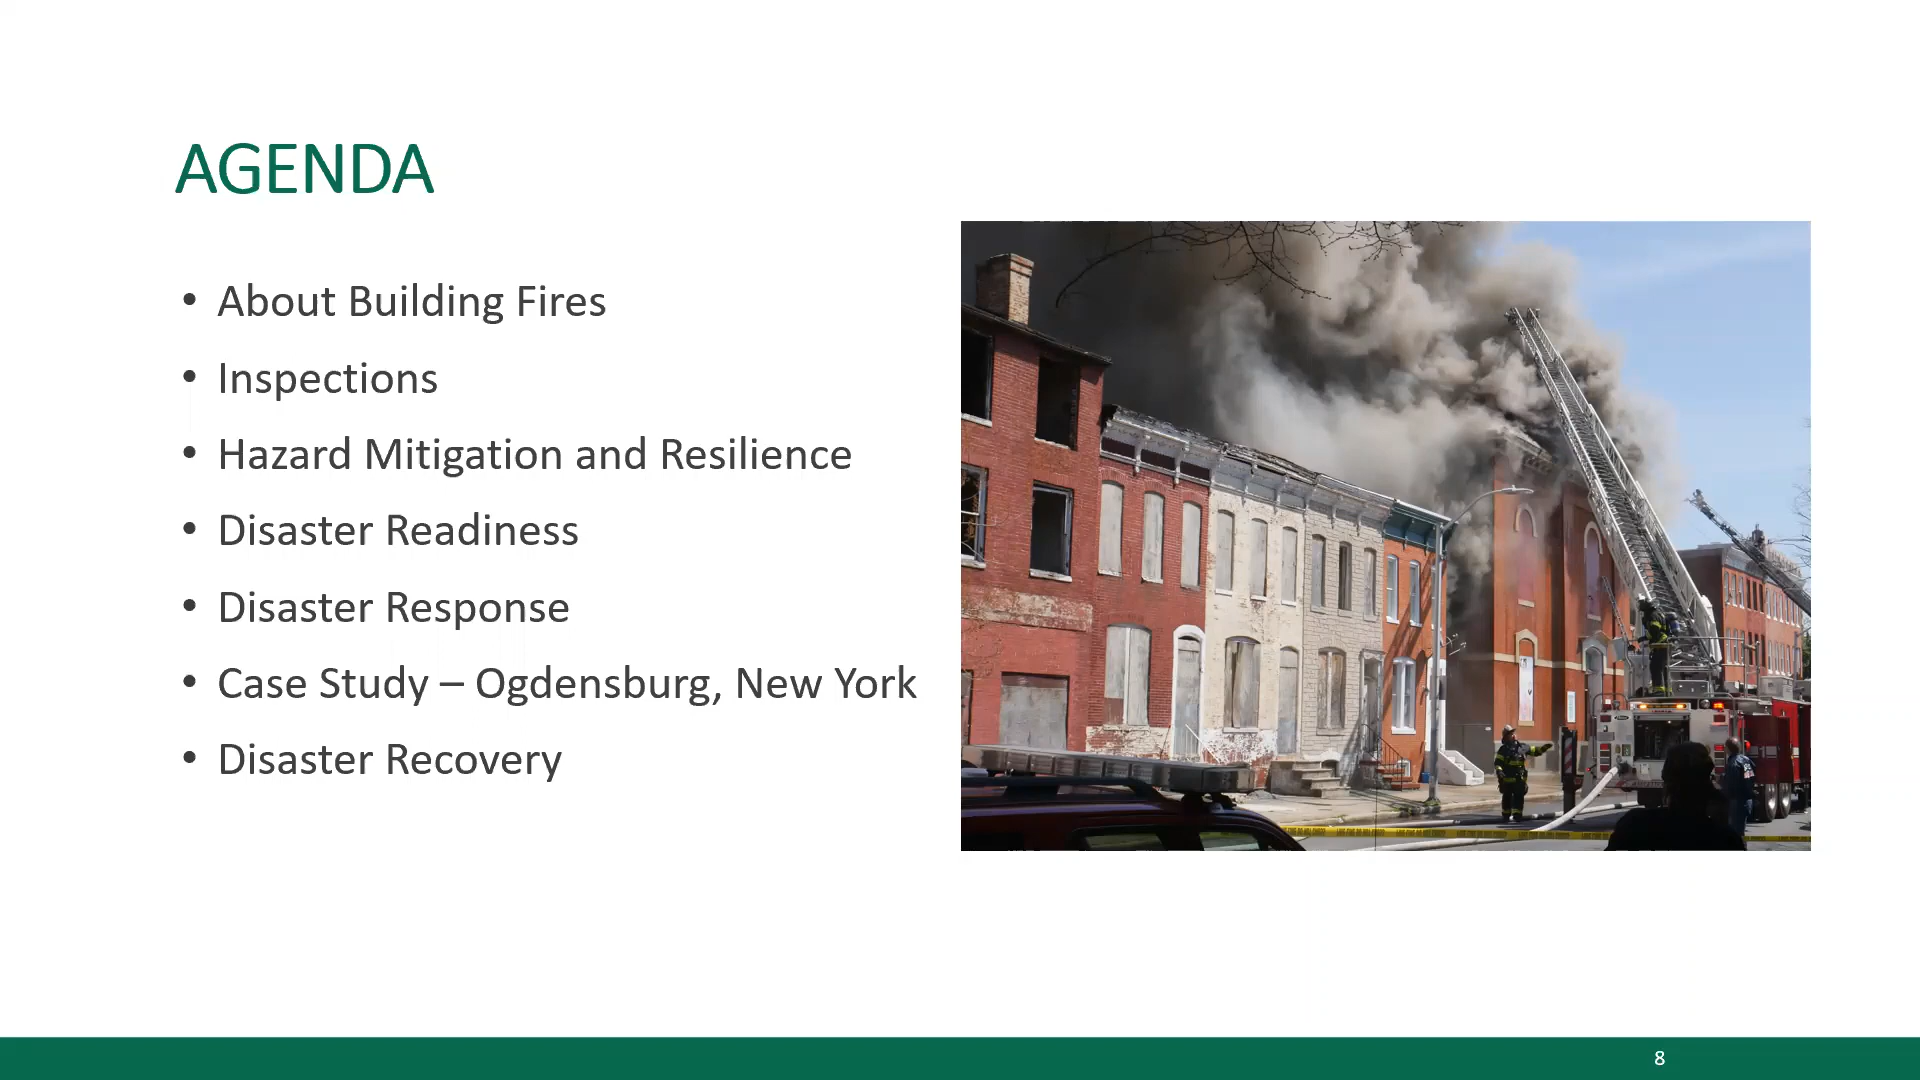 AGENDA
• About Building Fires
• Inspections
• Hazard Mitigation and Resilience
• Disaster Readiness
• Disaster Response
• Case Study – Ogdensburg, New York
• Disaster Recovery
8